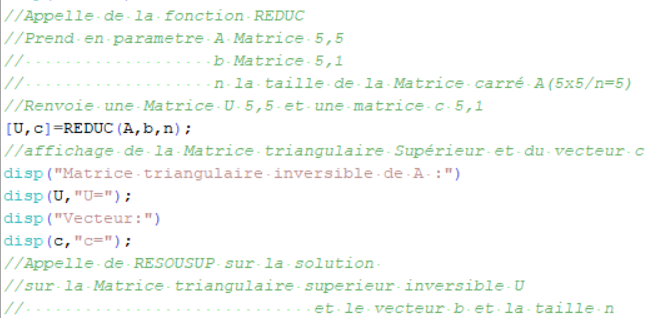 //Appelle de la fonction REDUC
//Prend en parametre A Matrice 5,5
//                   b Matrice 5,1
//                   n la taille de la Matrice carré A(5x5/n=5)
//Renvoie une Matrice U 5,5 et une matrice c 5,1
[U,c]=REDUC(A,b,n);
//affichage de la Matrice triangulaire Supérieur et du vecteur c
disp("Matrice triangulaire inversible de A :")
disp(U,"U=");
disp("Vecteur:")
disp(c,"c=");
//Appelle de RESOUSUP sur la solution
//sur la Matrice triangulaire superieur inversible U
//                             et le vecteur b et la taille n